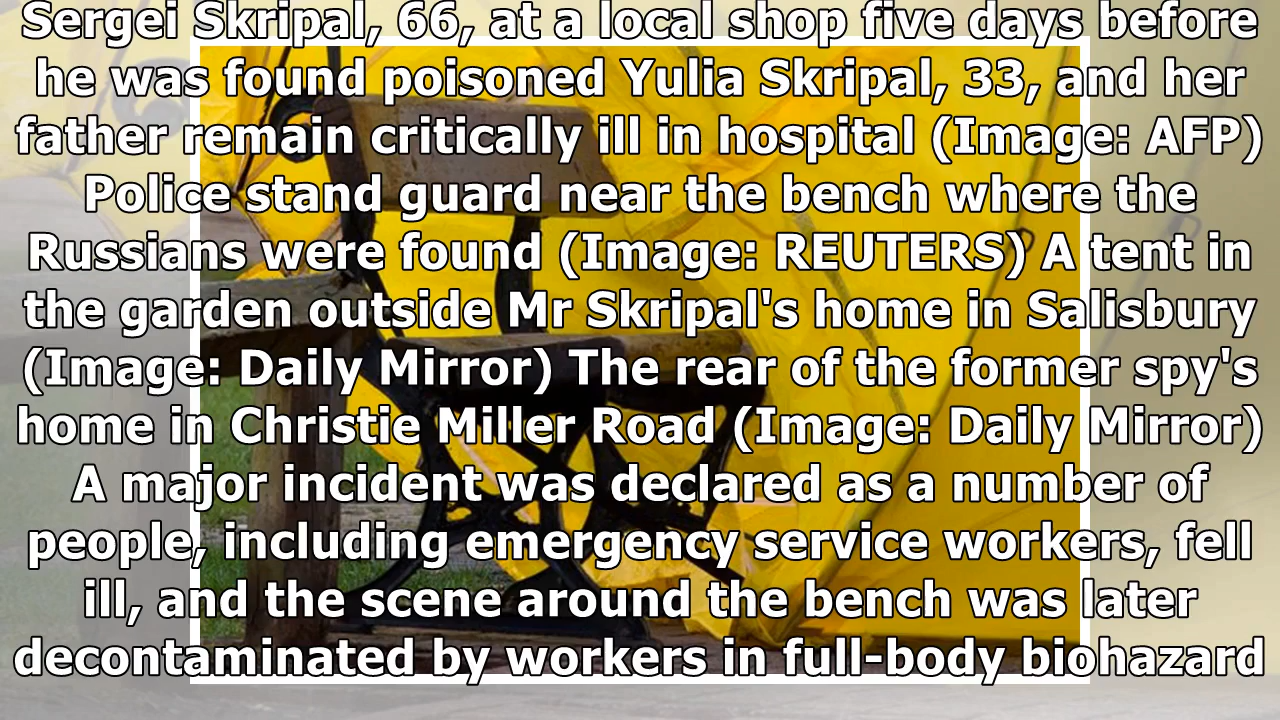 Sergei Skripal, 66, at a local shop five days before
he was found poisoned Yulia Skripal, 33, and her
father remain critically ill in hospital (Image: AFP)
Police stand guard near the bench where the
Russians were found (Image: REUTERS) A tent in
the garden outside Mr Skripal's home in Salisbury
(Image: Daily Mirror) The rear of the former spy's
home in Christie Miller Road (Image: Daily Mirror)
A major incident was declared as a number of
people, including emergency service workers, fell
ill, and the scene around the bench was later
decontaminated by workers in full-body biohazard